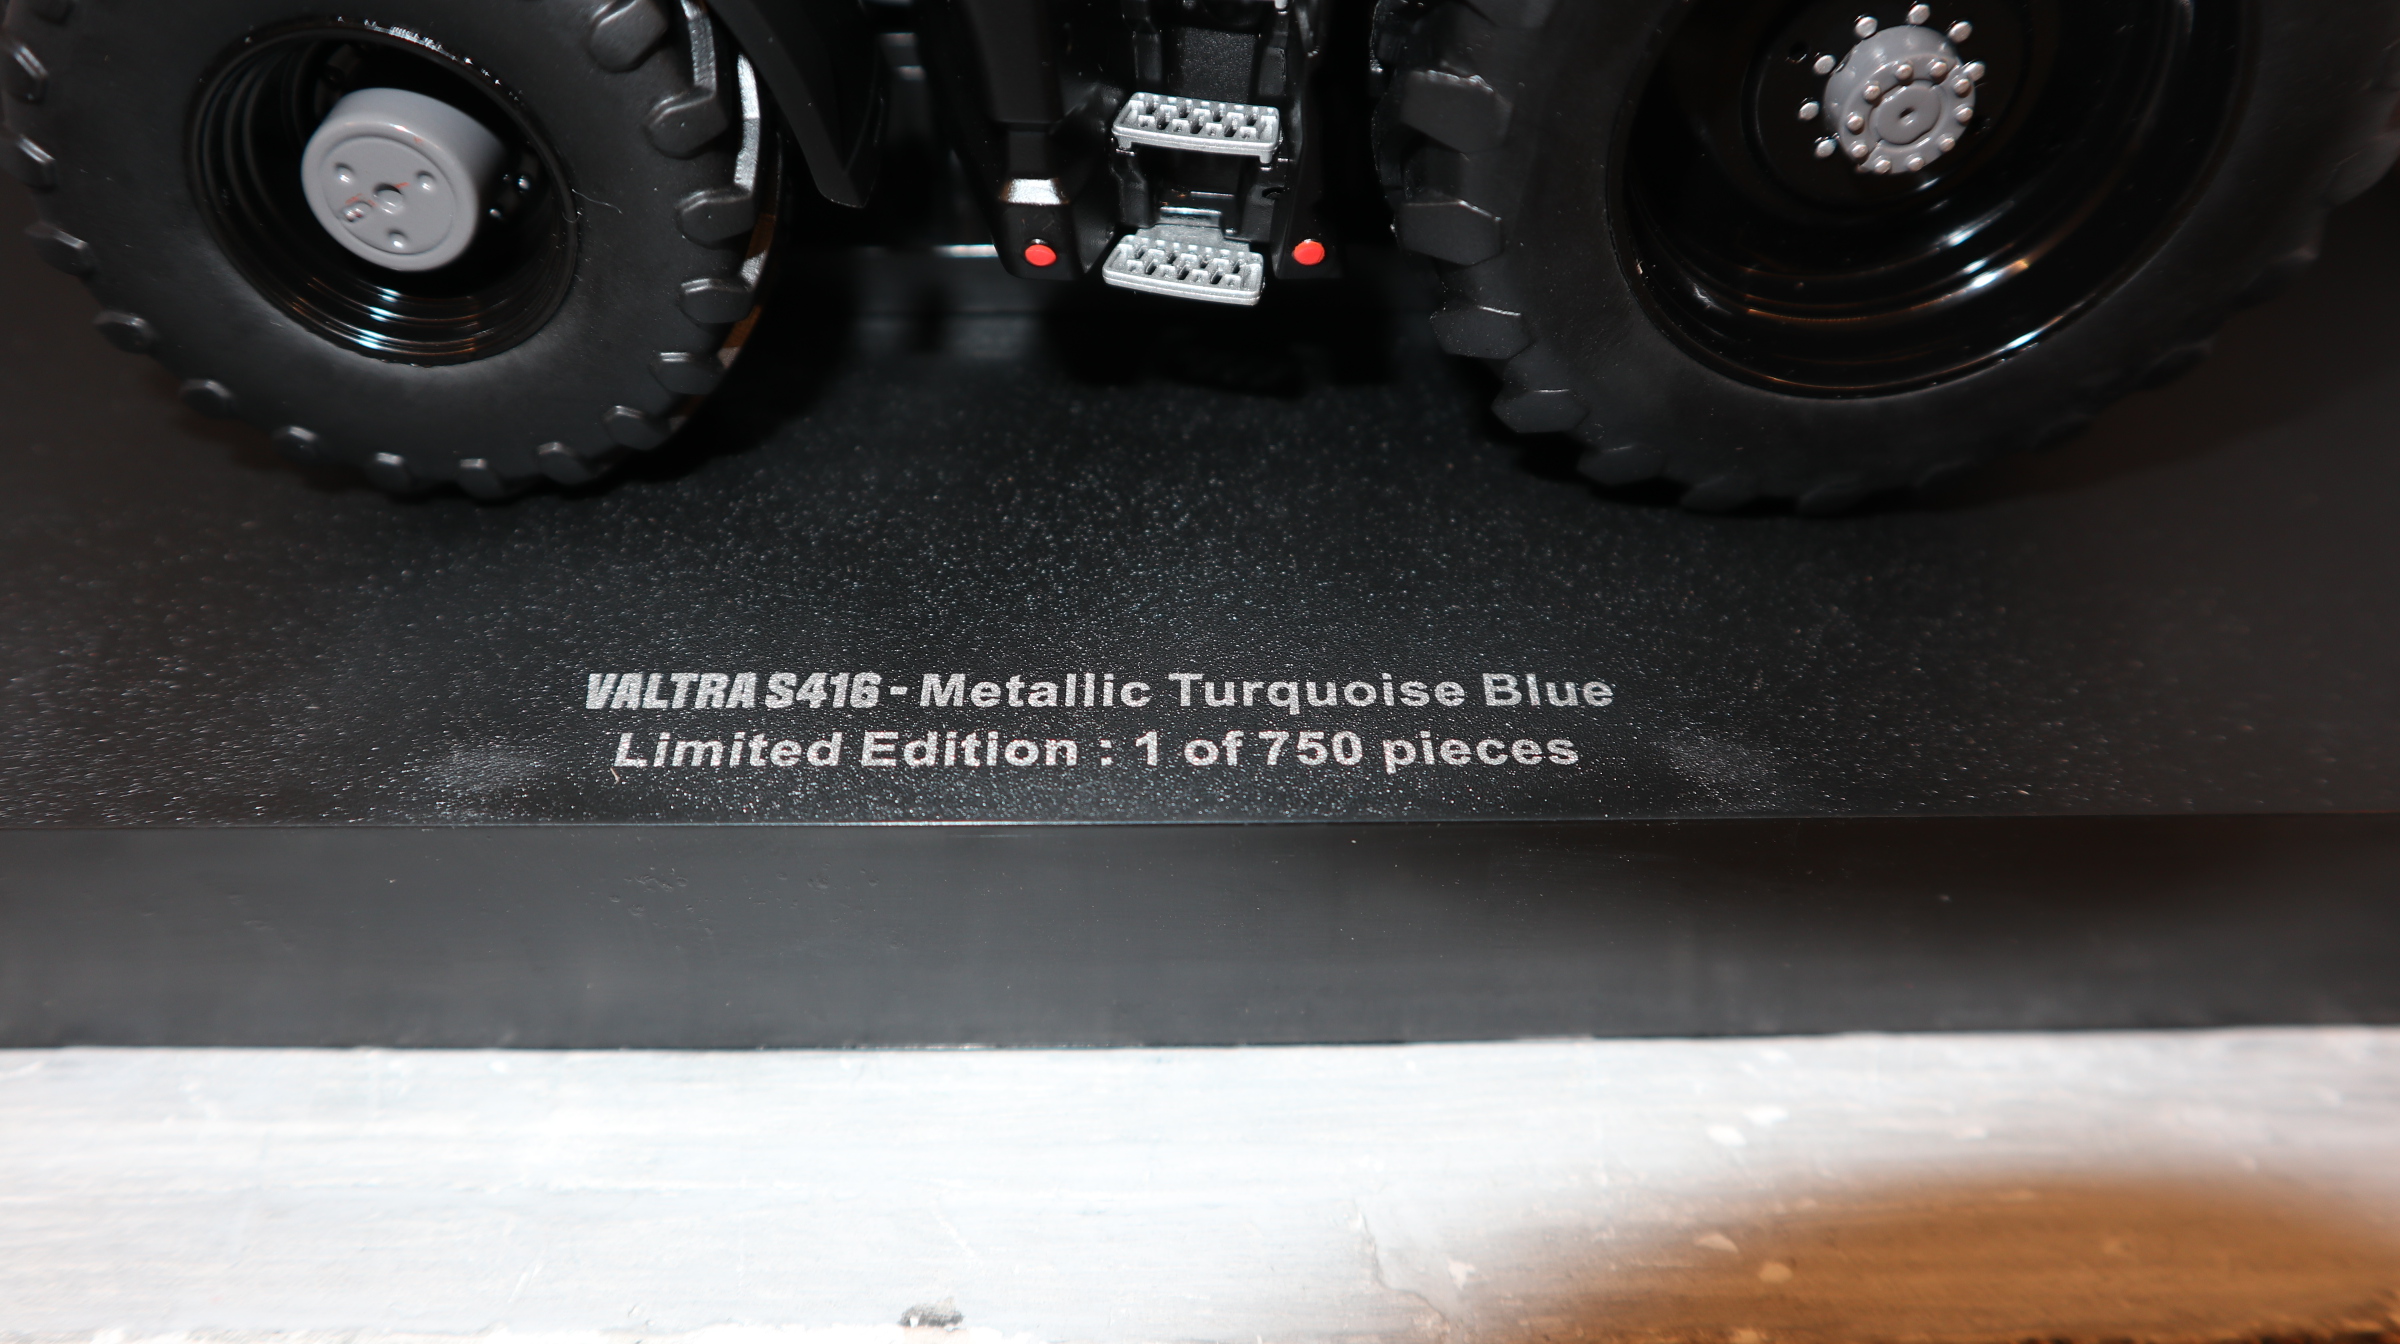 VALTRA S416 - Metallic Turquoise Blue
Limited Edition : 1 of 750 pieces